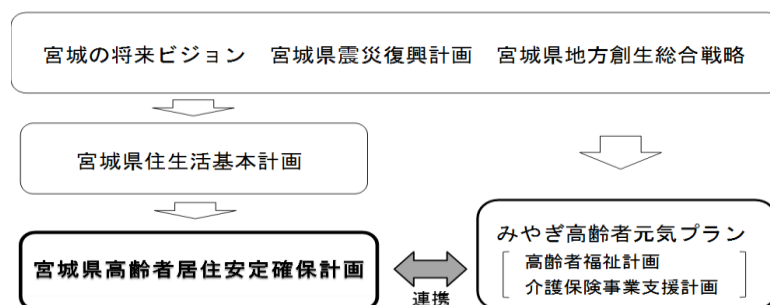 宮城の将来ビジョン　宮城県震災復興計画　宮城県地方創生総合戦略
宮城県住生活基本計画
宮城県高齢者居住安定確保計画
連携
みやぎ高齢者元気プラン
高齢者福祉計画
介護保険事業支援計画